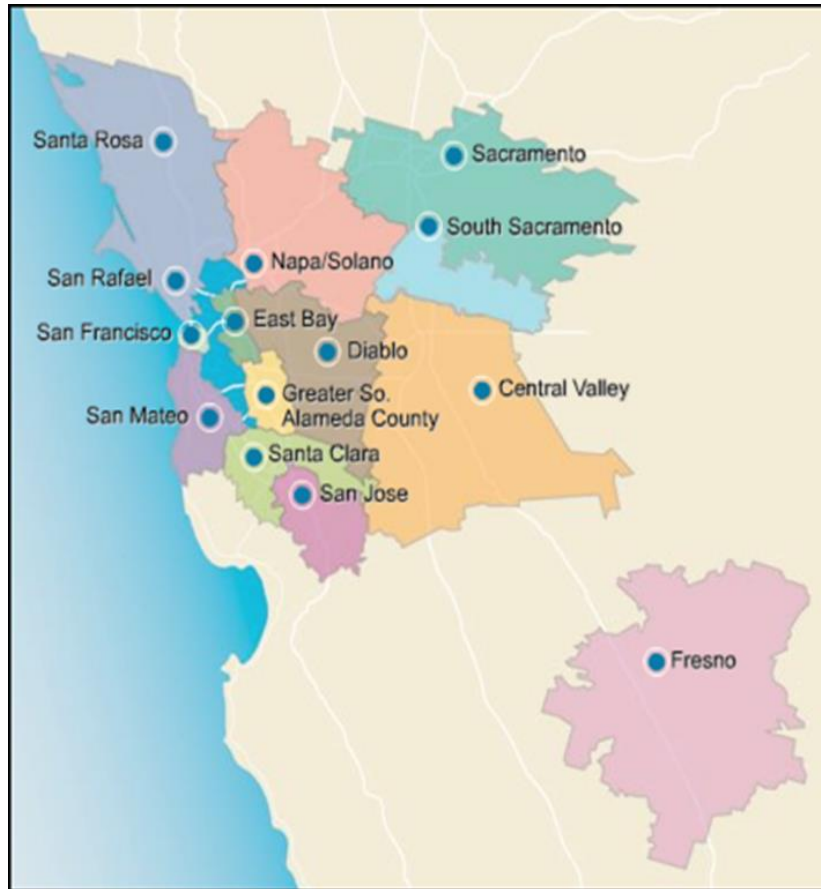 Santa Rosa
Sacramento
South Sacramento
Napa/Solano
San Rafael
East Bay
San Francisco
Diablo
Central Valley
Greater So.
Alameda County
San Mateo
Santa Clara
San Jose
Fresno